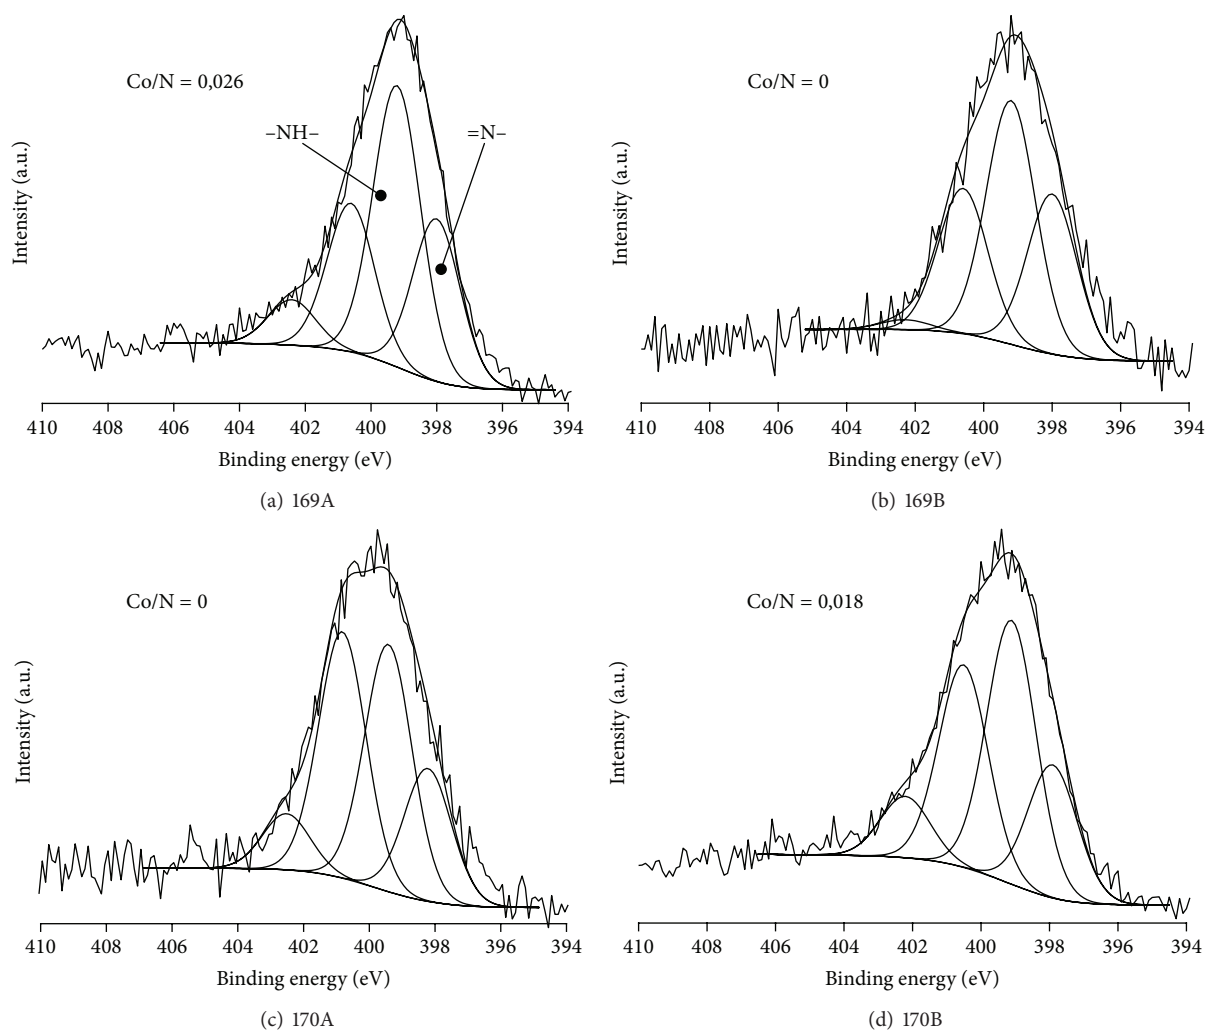 Co/N = 0,026
–NH–
=N–
Intensity (a.u.)
410 408 406 404 402 400 398 396 394
Binding energy (eV)
(a) 169A
Co/N = 0
Intensity (a.u.)
410 408 406 404 402 400 398 396 394
Binding energy (eV)
(b) 169B
Co/N = 0
Intensity (a.u.)
410 408 406 404 402 400 398 396 394
Binding energy (eV)
(c) 170A
Co/N = 0,018
Intensity (a.u.)
410 408 406 404 402 400 398 396 394
Binding energy (eV)
(d) 170B